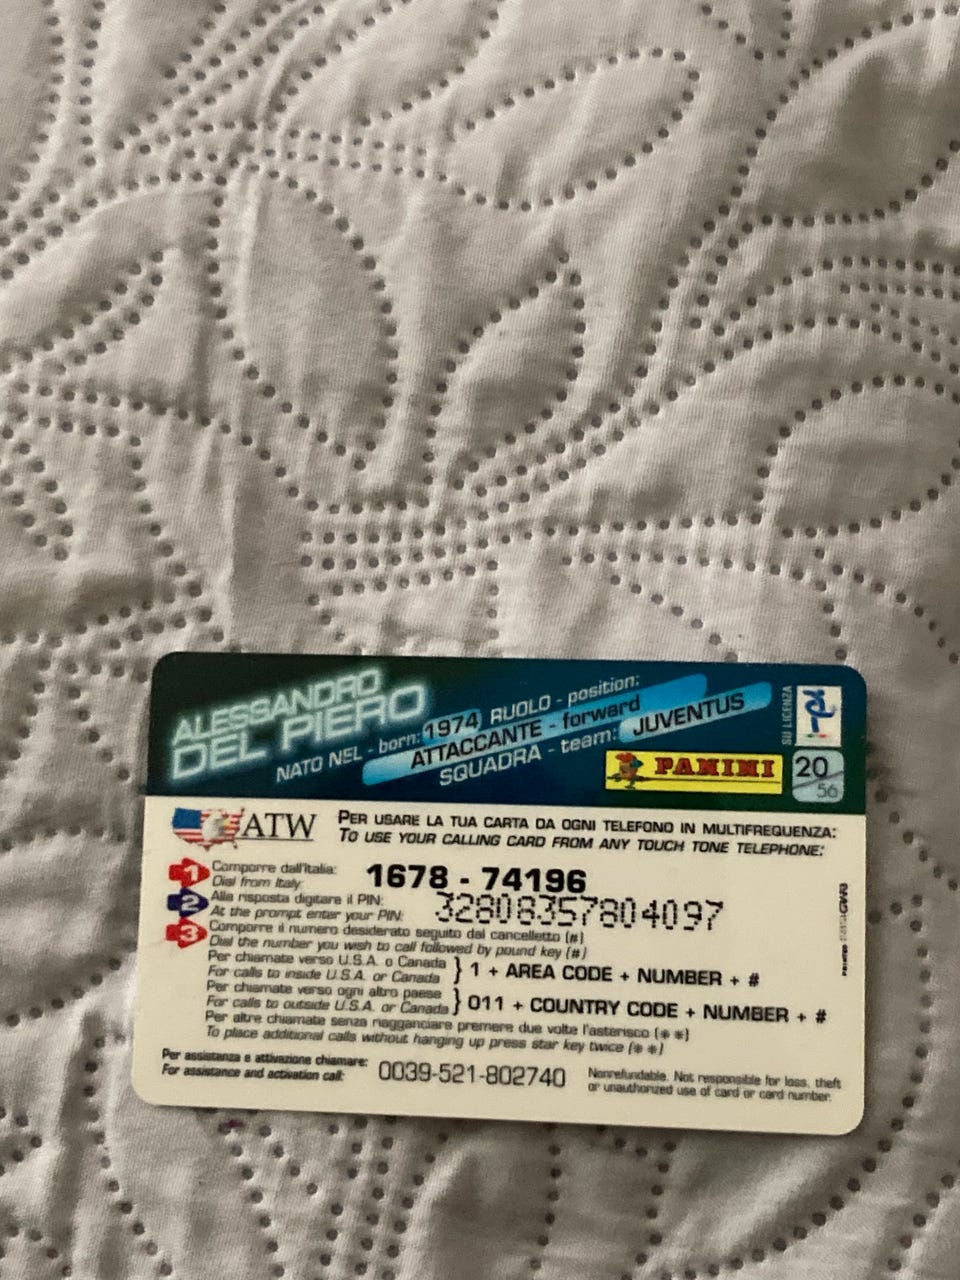 ALESSANDRO
DEL PIERO
NATO NEL - born: 1974 RUOLO - position:
ATTACCANTE - forward
SQUADRA - team: JUVENTUS
SU LICENZA
PANINI
20
56
ATW
PER USARE LA TUA CARTA DA OGNI TELEFONO IN MULTIFREQUENZA:
TO USE YOUR CALLING CARD FROM ANY TOUCH TONE TELEPHONE:
1 Comporre dall'Italia:
Dial from Italy:
1678 - 74196
2 Alla risposta digitare il PIN:
At the prompt enter your PIN:
32808357804097
3 Comporre il numero desiderato seguito dal cancelletto (#)
Dial the number you wish to call followed by pound key (#)
Per chiamate verso U.S.A. o Canada
For calls to inside U.S.A. or Canada
} 1 + AREA CODE + NUMBER + #
Per chiamate verso ogni altro paese
For calls to outside U.S.A. or Canada
} 011 + COUNTRY CODE + NUMBER + #
Per altre chiamate senza riagganciare premere due volte l'asterisco (* *)
To place additional calls without hanging up press star key twice (* *)
Per assistenza e attivazione chiamare:
For assistance and activation call:
0039-521-802740
Nonrefundable. Not responsible for loss, theft
or unauthorized use of card or card number.